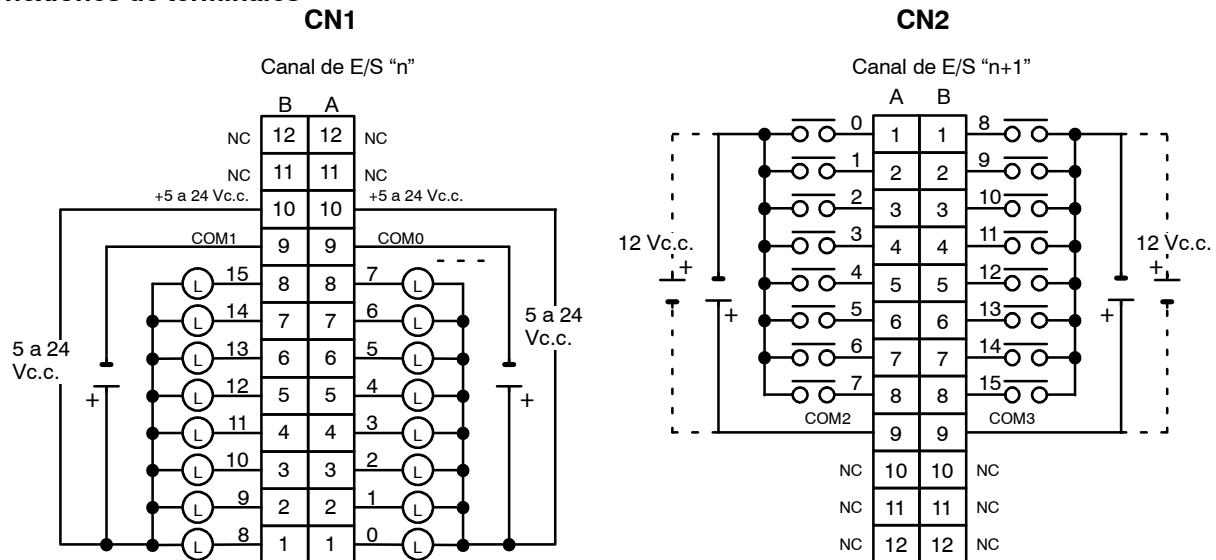 CN1
Canal de E/S “n”
B A
NC 12 12 NC
NC 11 11 NC
+5 a 24 Vc.c. 10 10 +5 a 24 Vc.c.
COM1 9 9 COM0
L 15 8 8 7 L
L 14 7 7 6 L
L 13 6 6 5 L
L 12 5 5 4 L
L 11 4 4 3 L
L 10 3 3 2 L
L 9 2 2 1 L
L 8 1 1 0 L
5 a 24
Vc.c.
+
5 a 24
Vc.c.
+
CN2
Canal de E/S “n+1”
A B
0 1 1 8
1 2 2 9
2 3 3 10
3 4 4 11
4 5 5 12
5 6 6 13
6 7 7 14
7 8 8 15
COM2 9 9 COM3
NC 10 10 NC
NC 11 11 NC
NC 12 12 NC
12 Vc.c.
+
+
12 Vc.c.
+
+